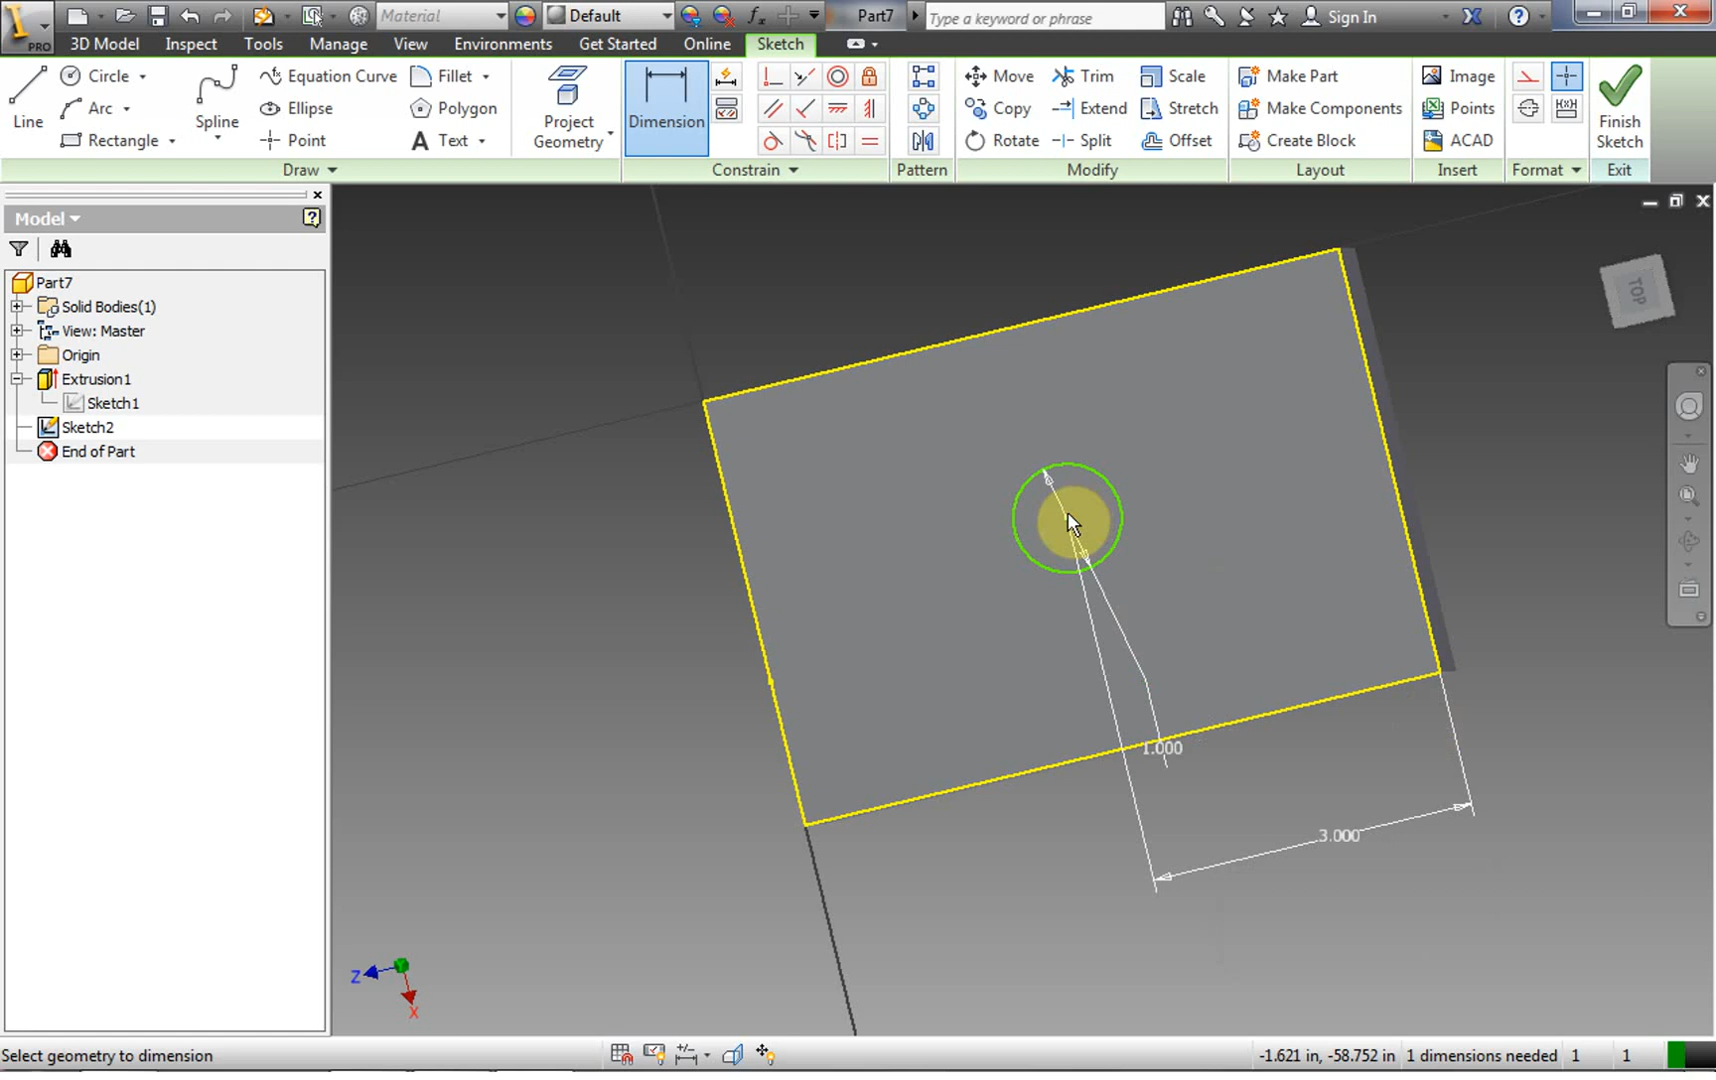 PRO
Material
Default
Part7
Type a keyword or phrase
Sign In
3D Model
Inspect
Tools
Manage
View
Environments
Get Started
Online
Sketch
Line
Circle
Arc
Rectangle
Spline
Equation Curve
Ellipse
Point
Fillet
Polygon
Text
Project Geometry
Dimension
Move
Copy
Rotate
Trim
Extend
Split
Scale
Stretch
Offset
Make Part
Make Components
Create Block
Image
Points
ACAD
Finish Sketch
Draw
Constrain
Pattern
Modify
Layout
Insert
Format
Exit
Model
Part7
Solid Bodies(1)
View: Master
Origin
Extrusion1
Sketch1
Sketch2
End of Part
TOP
1.000
3.000
Z
X
Select geometry to dimension
-1.621 in, -58.752 in
1 dimensions needed
1
1